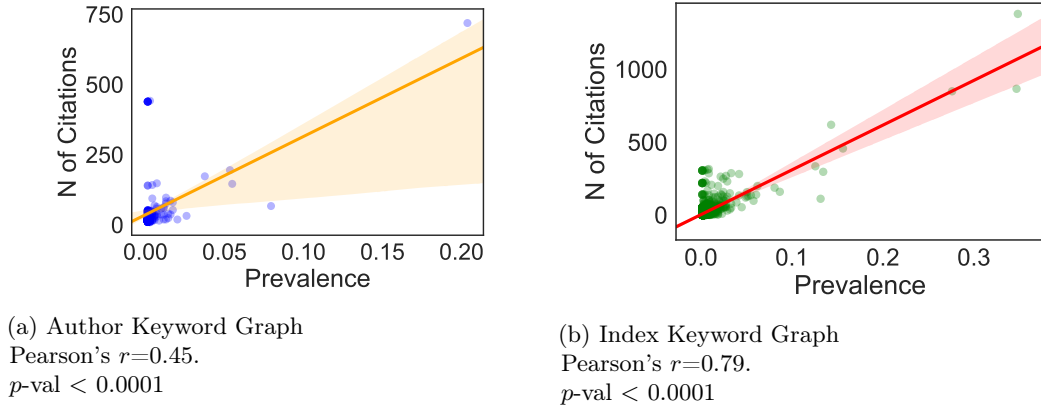 750
500
250
0
N of Citations
0.00
0.05
0.10
0.15
0.20
Prevalence
1000
500
0
N of Citations
0.0
0.1
0.2
0.3
Prevalence
(a) Author Keyword Graph
Pearson's r=0.45.
p-val < 0.0001
(b) Index Keyword Graph
Pearson's r=0.79.
p-val < 0.0001